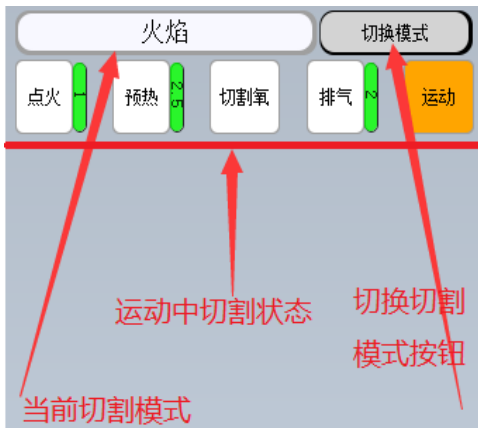 火焰
切换模式
点火
1
预热
2.5
切割氧
排气
2
运动
运动中切割状态
切换切割
模式按钮
当前切割模式